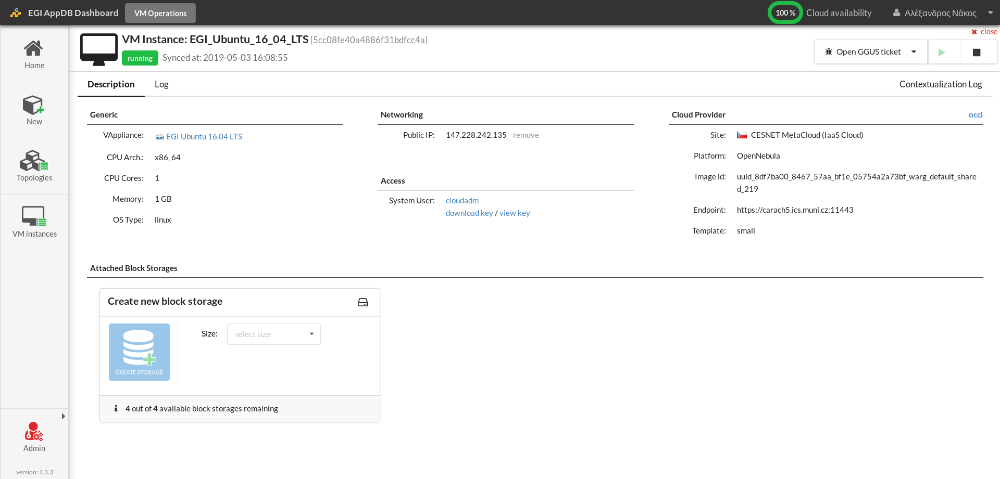 EGI AppDB Dashboard
VM Operations
100 %
Cloud availability
Αλέξανδρος Νάκος
close
VM Instance: EGI_Ubuntu_16_04_LTS [5cc08fe40a4886f31bdfcc4a]
running Synced at: 2019-05-03 16:08:55
Open GGUS ticket
Home
New
Topologies
VM instances
Admin
version: 1.3.3
Description
Log
Contextualization Log
Generic
VAppliance: EGI Ubuntu 16.04 LTS
CPU Arch.: x86_64
CPU Cores: 1
Memory: 1 GB
OS Type: linux
Networking
Public IP: 147.228.242.135 remove
Access
System User: cloudadm
download key / view key
Cloud Provider
occi
Site: CESNET MetaCloud (IaaS Cloud)
Platform: OpenNebula
Image id: uuid_8df7ba00_8467_57aa_bf1e_05754a2a73bf_warg_default_share
d_219
Endpoint: https://carach5.ics.muni.cz:11443
Template: small
Attached Block Storages
Create new block storage
CREATE STORAGE
Size: select size
4 out of 4 available block storages remaining